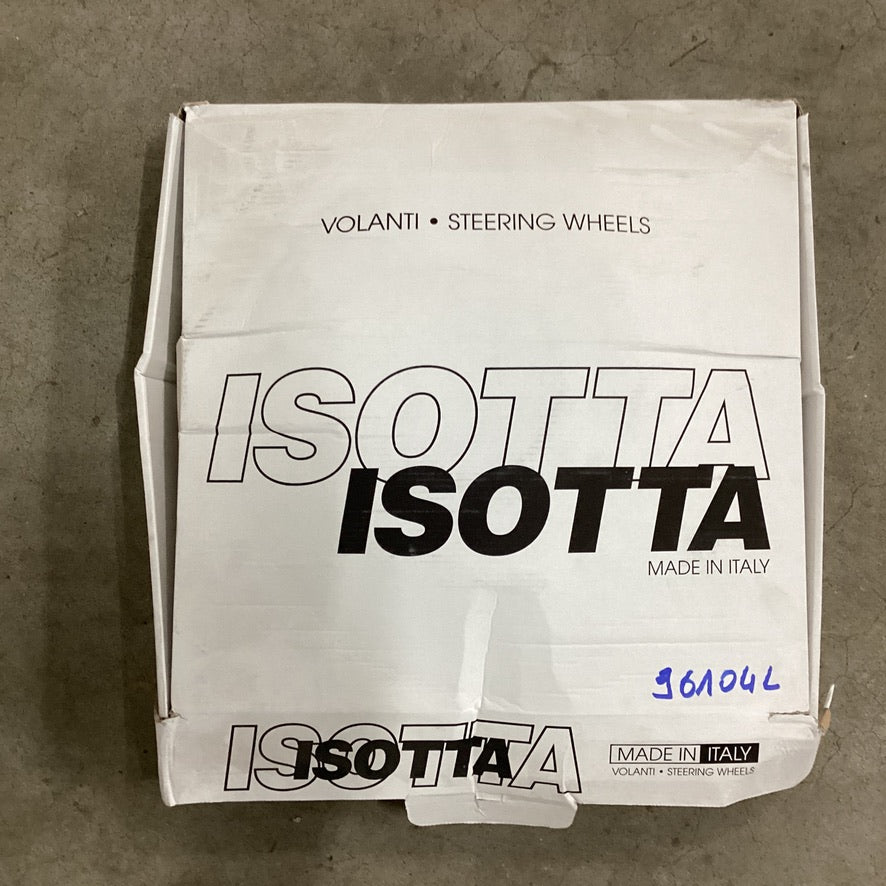 VOLANTI • STEERING WHEELS
ISOTTA
ISOTTA
MADE IN ITALY
96104L
ISOTTA
ISOTTA
MADE IN ITALY
VOLANTI • STEERING WHEELS